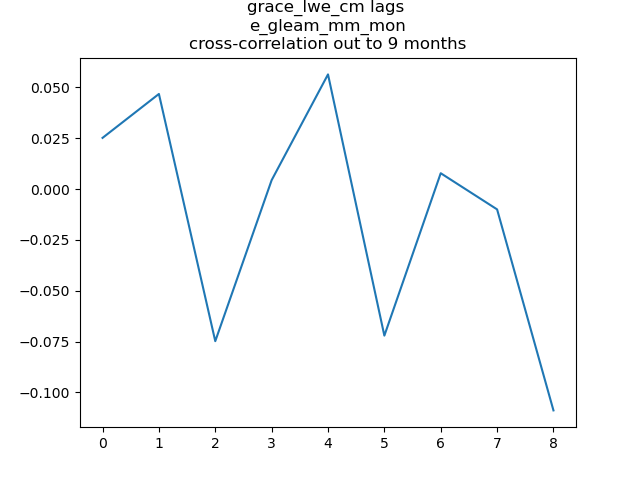 grace_lwe_cm lags
e_gleam_mm_mon
cross-correlation out to 9 months
0.050
0.025
0.000
−0.025
−0.050
−0.075
−0.100
0 1 2 3 4 5 6 7 8